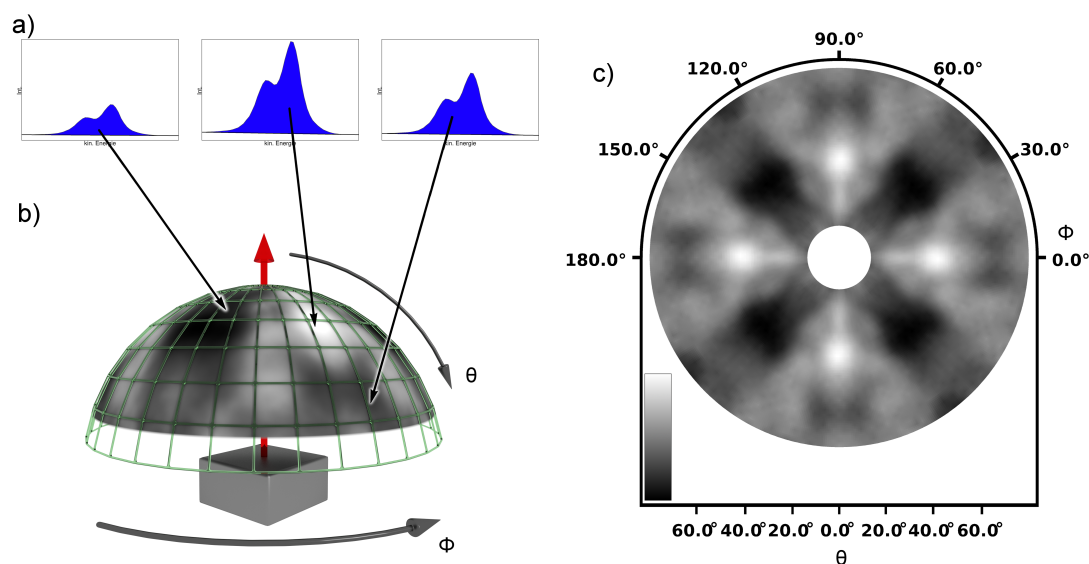 a)
Int.
Int.
Int.
kin. Energie
kin. Energie
kin. Energie
b)
θ
Φ
c)
90.0°
120.0°
60.0°
150.0°
30.0°
Φ
180.0°
0.0°
60.0° 40.0° 20.0° 0.0° 20.0° 40.0° 60.0°
θ